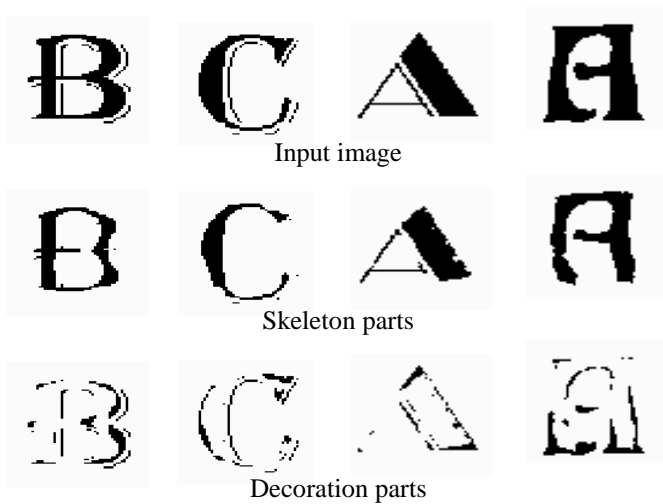 B C A A
Input image
B C A A
Skeleton parts
B C A A
Decoration parts